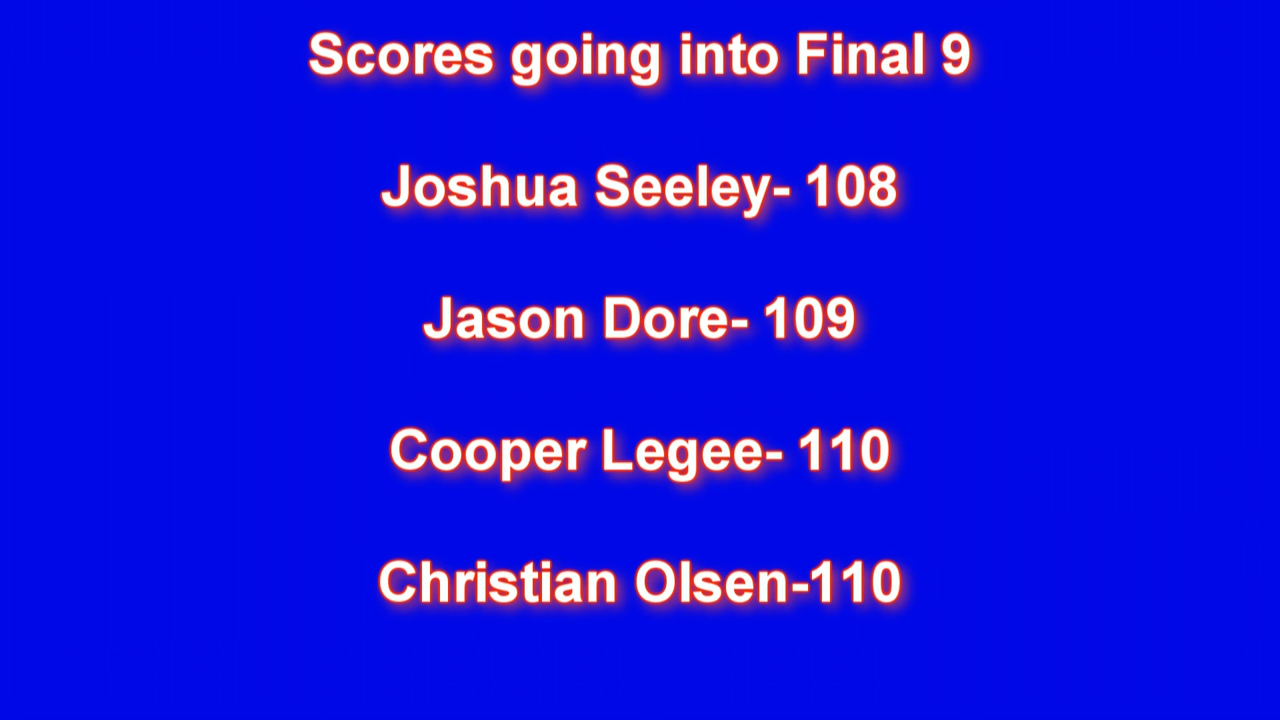 Scores going into Final 9
Joshua Seeley- 108
Jason Dore- 109
Cooper Legee- 110
Christian Olsen-110